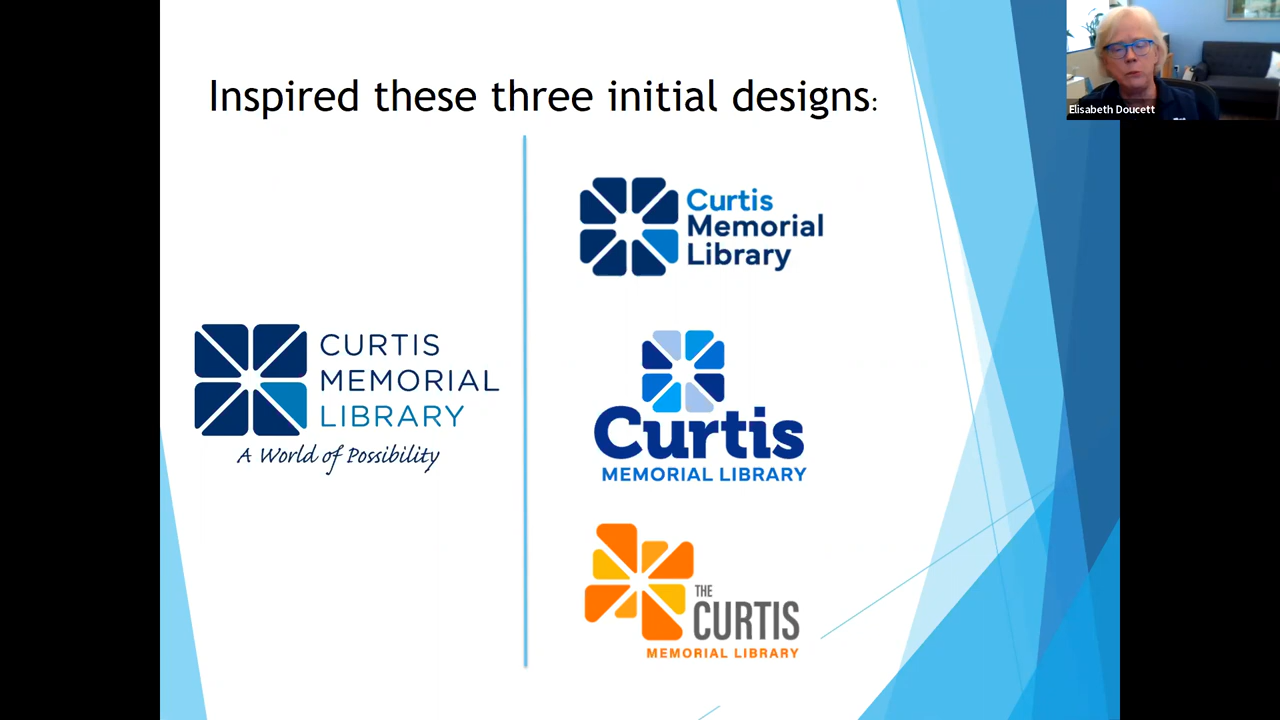 Inspired these three initial designs:
Elisabeth Doucett
CURTIS
MEMORIAL
LIBRARY
A World of Possibility
Curtis
Memorial
Library
Curtis
MEMORIAL LIBRARY
THE
CURTIS
MEMORIAL LIBRARY